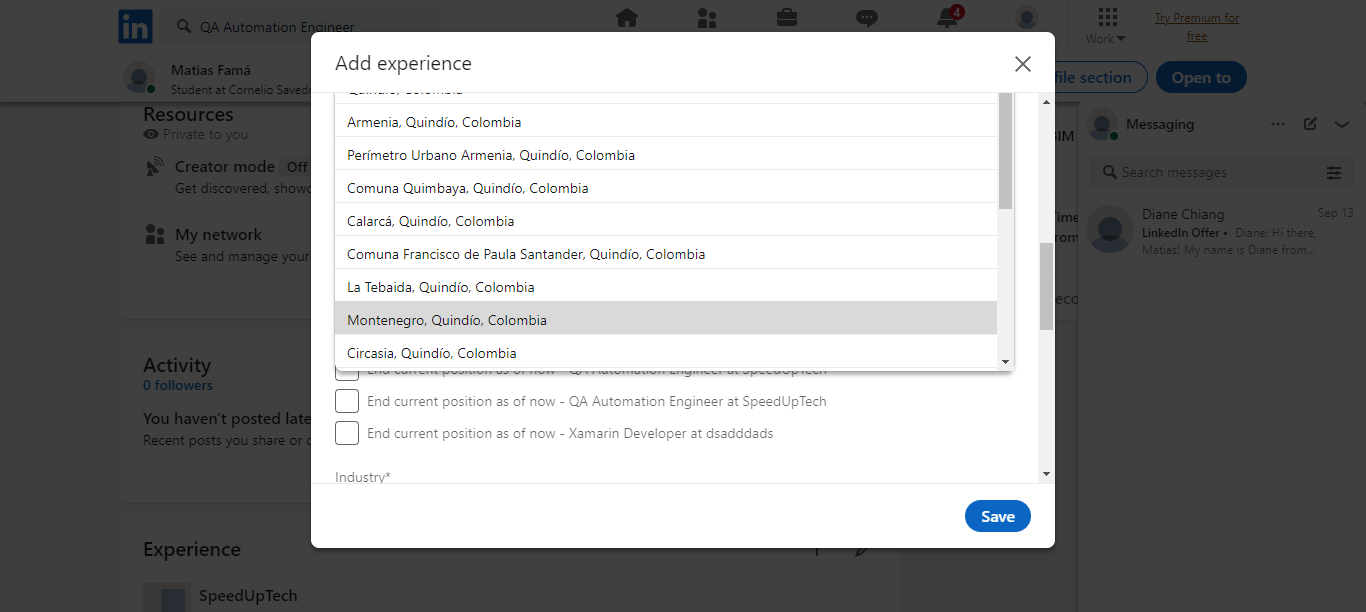 in
QA Automation Engineer
4
Work
Try Premium for
free
Matias Famá
Student at Cornelio Saved
file section
Open to
Add experience
Resources
Private to you
Creator mode Off
Get discovered, show
My network
See and manage your
Quindío, Colombia
Armenia, Quindío, Colombia
Perímetro Urbano Armenia, Quindío, Colombia
Comuna Quimbaya, Quindío, Colombia
Calarcá, Quindío, Colombia
Comuna Francisco de Paula Santander, Quindío, Colombia
La Tebaida, Quindío, Colombia
Montenegro, Quindío, Colombia
Circasia, Quindío, Colombia
End current position as of now - QA Automation Engineer at SpeedUpTech
End current position as of now - QA Automation Engineer at SpeedUpTech
End current position as of now - Xamarin Developer at dsadddads
Industry*
Save
Activity
0 followers
You haven't posted late
Recent posts you share or c
Experience
SpeedUpTech
Messaging
Search messages
Diane Chiang
Sep 13
LinkedIn Offer • Diane: Hi there,
Matias! My name is Diane from...